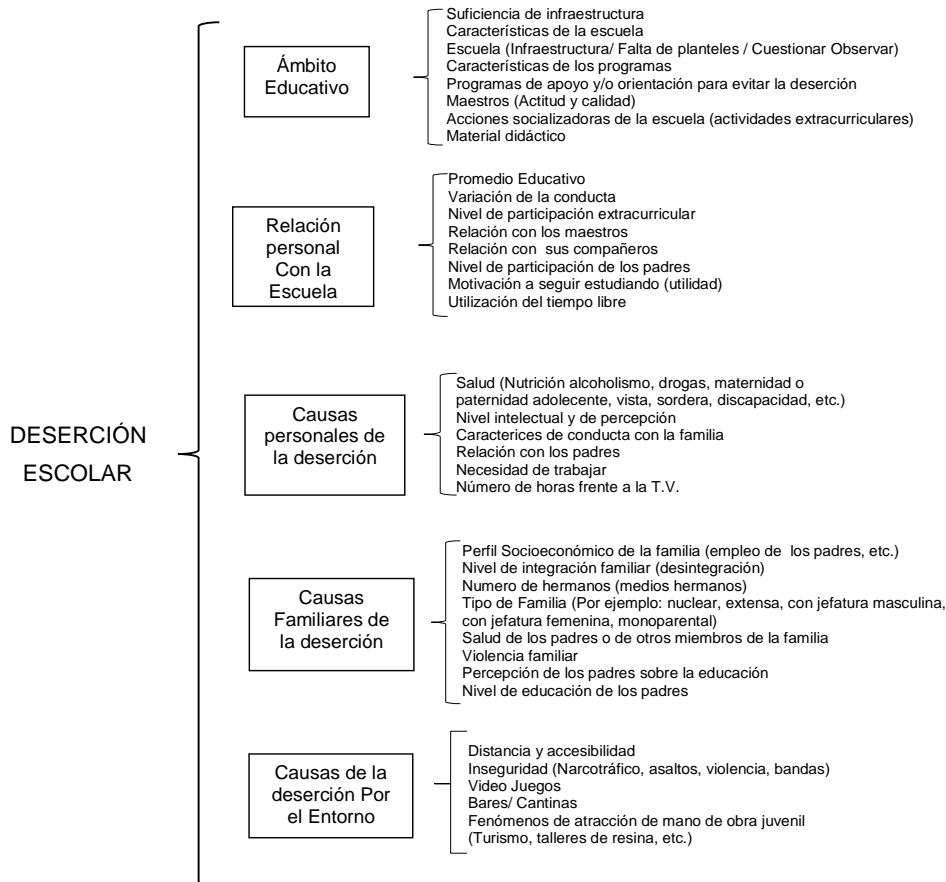 DESERCIÓN
ESCOLAR
Ámbito
Educativo
Suficiencia de infraestructura
Características de la escuela
Escuela (Infraestructura/ Falta de planteles / Cuestionar Observar)
Características de los programas
Programas de apoyo y/o orientación para evitar la deserción
Maestros (Actitud y calidad)
Acciones socializadoras de la escuela (actividades extracurriculares)
Material didáctico
Relación
personal
Con la
Escuela
Promedio Educativo
Variación de la conducta
Nivel de participación extracurricular
Relación con los maestros
Relación con  sus compañeros
Nivel de participación de los padres
Motivación a seguir estudiando (utilidad)
Utilización del tiempo libre
Causas
personales de
la deserción
Salud (Nutrición alcoholismo, drogas, maternidad o
paternidad adolecente, vista, sordera, discapacidad, etc.)
Nivel intelectual y de percepción
Caracterices de conducta con la familia
Relación con los padres
Necesidad de trabajar
Número de horas frente a la T.V.
Causas
Familiares de
la deserción
Perfil Socioeconómico de la familia (empleo de  los padres, etc.)
Nivel de integración familiar (desintegración)
Numero de hermanos (medios hermanos)
Tipo de Familia (Por ejemplo: nuclear, extensa, con jefatura masculina,
con jefatura femenina, monoparental)
Salud de los padres o de otros miembros de la familia
Violencia familiar
Percepción de los padres sobre la educación
Nivel de educación de los padres
Causas de la
deserción Por
el Entorno
Distancia y accesibilidad
Inseguridad (Narcotráfico, asaltos, violencia, bandas)
Video Juegos
Bares/ Cantinas
Fenómenos de atracción de mano de obra juvenil
(Turismo, talleres de resina, etc.)